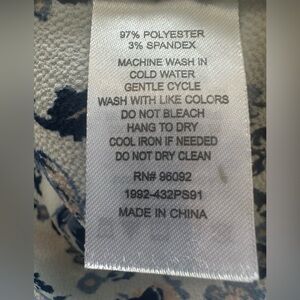 97% POLYESTER
3% SPANDEX
MACHINE WASH IN
COLD WATER
GENTLE CYCLE
WASH WITH LIKE COLORS
DO NOT BLEACH
HANG TO DRY
COOL IRON IF NEEDED
DO NOT DRY CLEAN
RN# 96092
1992-432PS91
MADE IN CHINA